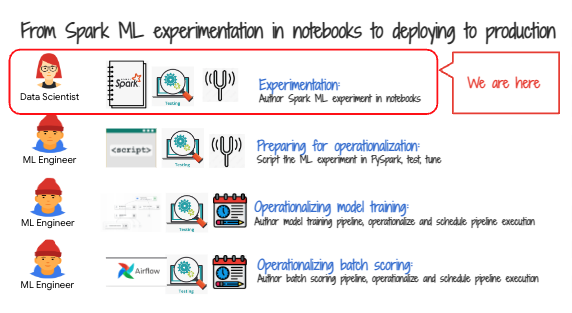 From Spark ML experimentation in notebooks to deploying to production
Data Scientist
Spark
Testing
Experimentation:
Author Spark ML experiment in notebooks
We are here
ML Engineer
<script>
Testing
Preparing for operationalization:
Script the ML experiment in PySpark, test, tune
ML Engineer
Testing
Operationalizing model training:
Author model training pipeline, operationalize and schedule pipeline execution
ML Engineer
Airflow
Testing
Operationalizing batch scoring:
Author batch scoring pipeline, operationalize and schedule pipeline execution